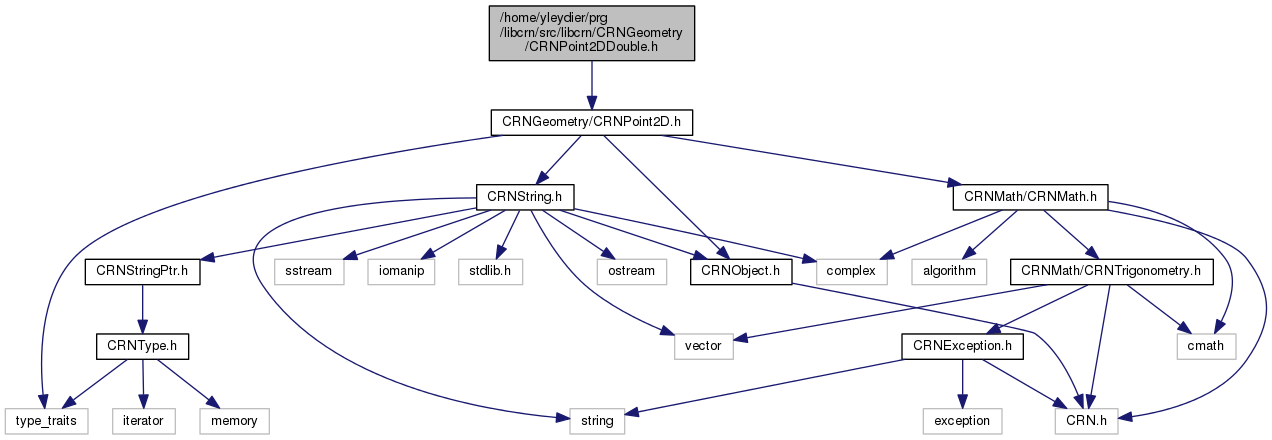 /home/yleydier/prg
/libcrn/src/libcrn/CRNGeometry
/CRNPoint2DDouble.h
CRNGeometry/CRNPoint2D.h
CRNString.h
CRNMath/CRNMath.h
CRNStringPtr.h
sstream
iomanip
stdlib.h
ostream
CRNObject.h
complex
algorithm
CRNMath/CRNTrigonometry.h
CRNType.h
vector
CRNException.h
cmath
type_traits
iterator
memory
string
exception
CRN.h